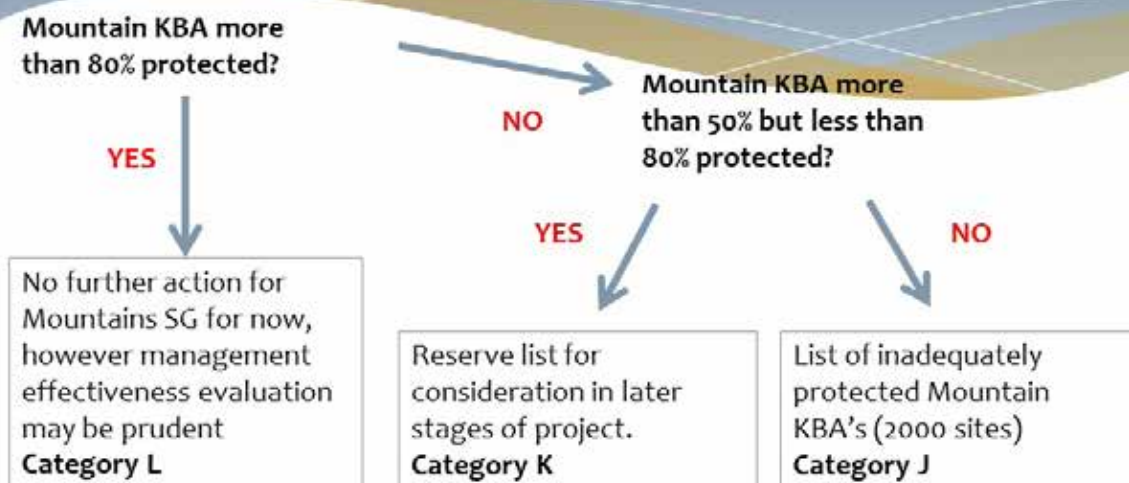 Mountain KBA more
than 80% protected?
NO
Mountain KBA more
than 50% but less than
80% protected?
YES
YES
NO
No further action for
Mountains SG for now,
however management
effectiveness evaluation
may be prudent
Category L
Reserve list for
consideration in later
stages of project.
Category K
List of inadequately
protected Mountain
KBA's (2000 sites)
Category J